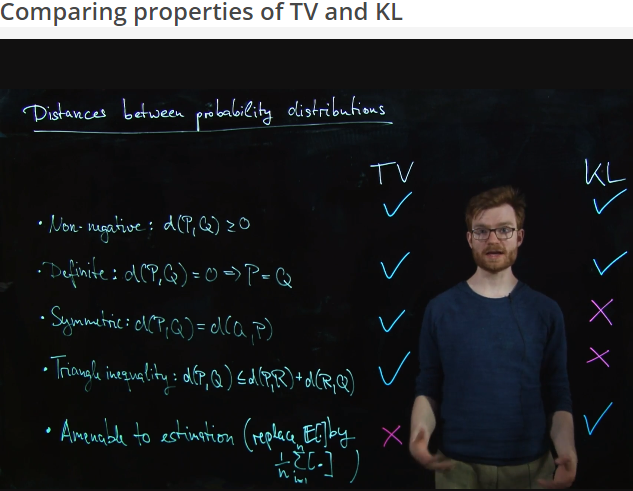 Comparing properties of TV and KL
Distances between probability distributions
TV KL
• Non-negative: d(P,Q) ≥ 0 ✓ ✓
• Definite: d(P,Q) = 0 ⇒ P = Q ✓ ✓
• Symmetric: d(P,Q) = d(Q,P) ✓ ✗
• Triangle inequality: d(P,Q) ≤ d(P,R) + d(R,Q) ✓ ✗
• Amenable to estimation (replace E[] by ✗ ✓
1/n Σ_{i=1}^n [·] )